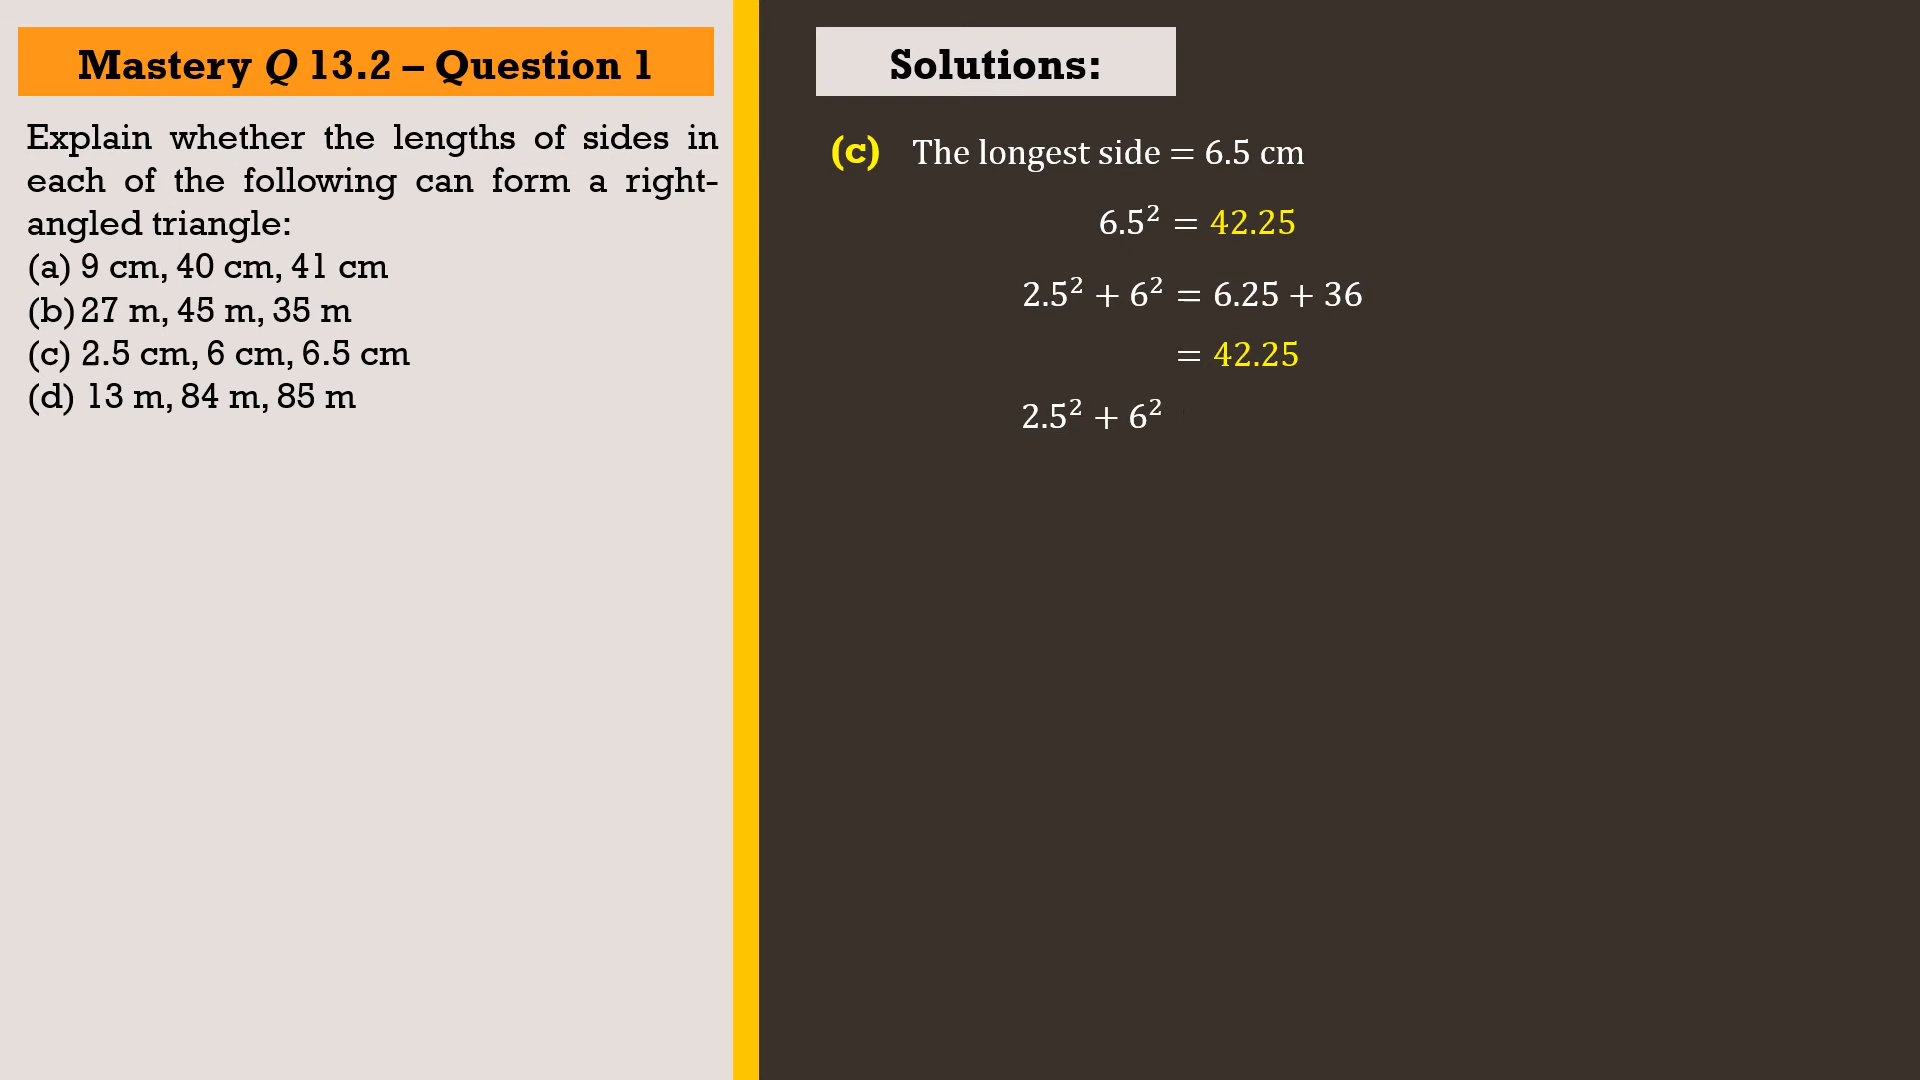 Mastery Q 13.2 – Question 1
Explain whether the lengths of sides in
each of the following can form a right-
angled triangle:
(a) 9 cm, 40 cm, 41 cm
(b) 27 m, 45 m, 35 m
(c) 2.5 cm, 6 cm, 6.5 cm
(d) 13 m, 84 m, 85 m
Solutions:
(c) The longest side = 6.5 cm
6.5² = 42.25
2.5² + 6² = 6.25 + 36
= 42.25
2.5² + 6²